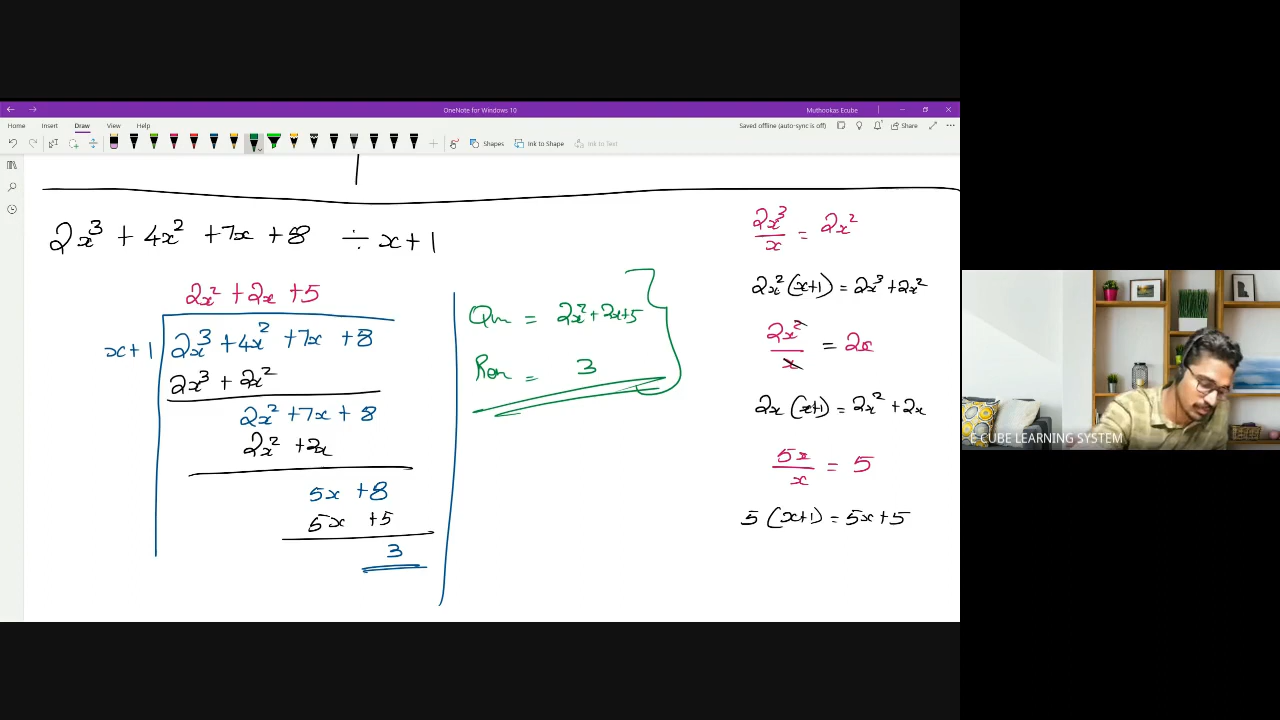 OneNote for Windows 10
Muthookas Ecube
Home Insert Draw View Help
Saved offline (auto-sync is off)
Share
Shapes
Ink to Shape
Ink to Text
2x³ + 4x² + 7x + 8 ÷ x + 1
2x² + 2x + 5
x + 1
2x³ + 4x² + 7x + 8
2x³ + 2x²
2x² + 7x + 8
2x² + 2x
5x + 8
5x + 5
3
Qn = 2x² + 2x + 5
Rem = 3
2x³/x = 2x²
2x² (x+1) = 2x³ + 2x²
2x²/x = 2x
2x (x+1) = 2x² + 2x
5x/x = 5
5 (x+1) = 5x + 5
E CUBE LEARNING SYSTEM